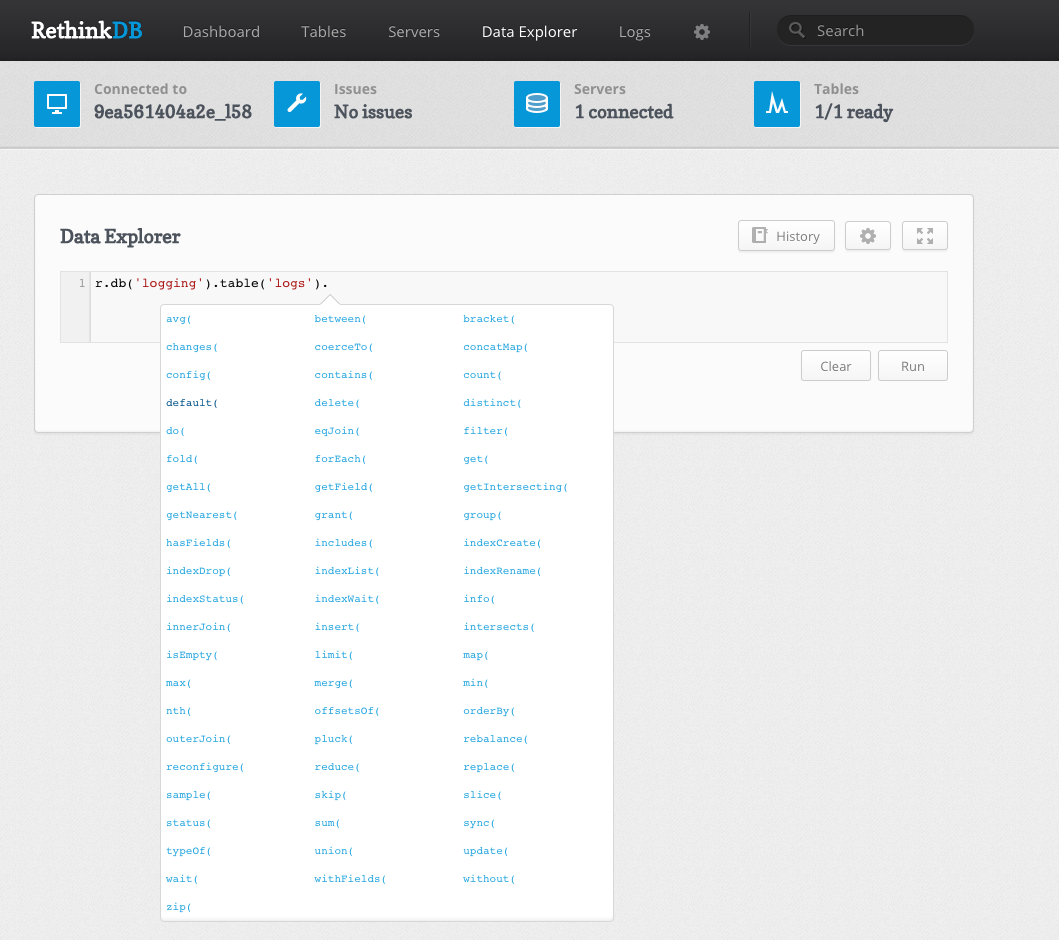 RethinkDB Dashboard Tables Servers Data Explorer Logs Search
Connected to Issues Servers Tables
9ea561404a2e_l58 No issues 1 connected 1/1 ready
Data Explorer History
1 r.db('logging').table('logs').
avg( between( bracket(
changes( coerceTo( concatMap(
config( contains( count(
default( delete( distinct(
do( eqJoin( filter(
fold( forEach( get(
getAll( getField( getIntersecting(
getNearest( grant( group(
hasFields( includes( indexCreate(
indexDrop( indexList( indexRename(
indexStatus( indexWait( info(
innerJoin( insert( intersects(
isEmpty( limit( map(
max( merge( min(
nth( offsetsOf( orderBy(
outerJoin( pluck( rebalance(
reconfigure( reduce( replace(
sample( skip( slice(
status( sum( sync(
typeOf( union( update(
wait( withFields( without(
zip(
Clear Run